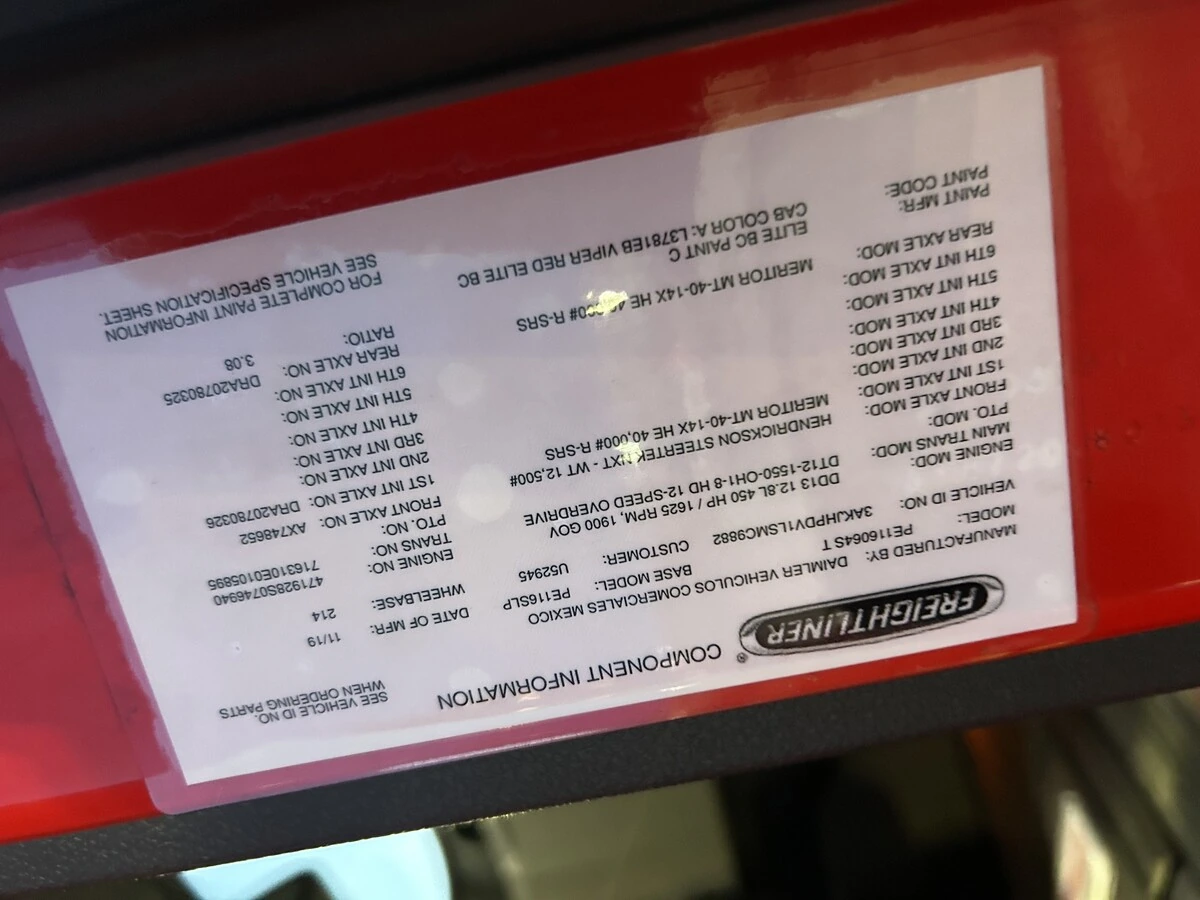 FREIGHTLINER ® COMPONENT INFORMATION
SEE VEHICLE ID NO.
WHEN ORDERING PARTS
MANUFACTURED BY: DAIMLER VEHICULOS COMERCIALES MEXICO DATE OF MFR: 11/19
MODEL: PE116064S T BASE MODEL: PE116SLP WHEELBASE: 214
VEHICLE ID NO: 3AKJHPDV1LSMC9882 CUSTOMER: U52945
ENGINE MOD: DD13 12.8L 450 HP / 1625 RPM, 1900 GOV ENGINE NO: 471928S0746940
MAIN TRANS MOD: DT12-1550-OH1-8 HD 12-SPEED OVERDRIVE TRANS NO: 716310E0105895
PTO. MOD: PTO. NO:
FRONT AXLE MOD: HENDRICKSON STEERTEK NXT - WT 12,500# FRONT AXLE NO: AX748652
1ST INT AXLE MOD: MERITOR MT-40-14X HE 40,000# R-SRS 1ST INT AXLE NO: DRA20780326
2ND INT AXLE MOD: 2ND INT AXLE NO:
3RD INT AXLE MOD: 3RD INT AXLE NO:
4TH INT AXLE MOD: 4TH INT AXLE NO:
5TH INT AXLE MOD: 5TH INT AXLE NO:
6TH INT AXLE MOD: 6TH INT AXLE NO:
REAR AXLE MOD: MERITOR MT-40-14X HE 40,000# R-SRS REAR AXLE NO: DRA20780325
RATIO: 3.08
PAINT MFR: ELITE BC PAINT C FOR COMPLETE PAINT INFORMATION
PAINT CODE: CAB COLOR A: L3781EB VIPER RED ELITE BC SEE VEHICLE SPECIFICATION SHEET.